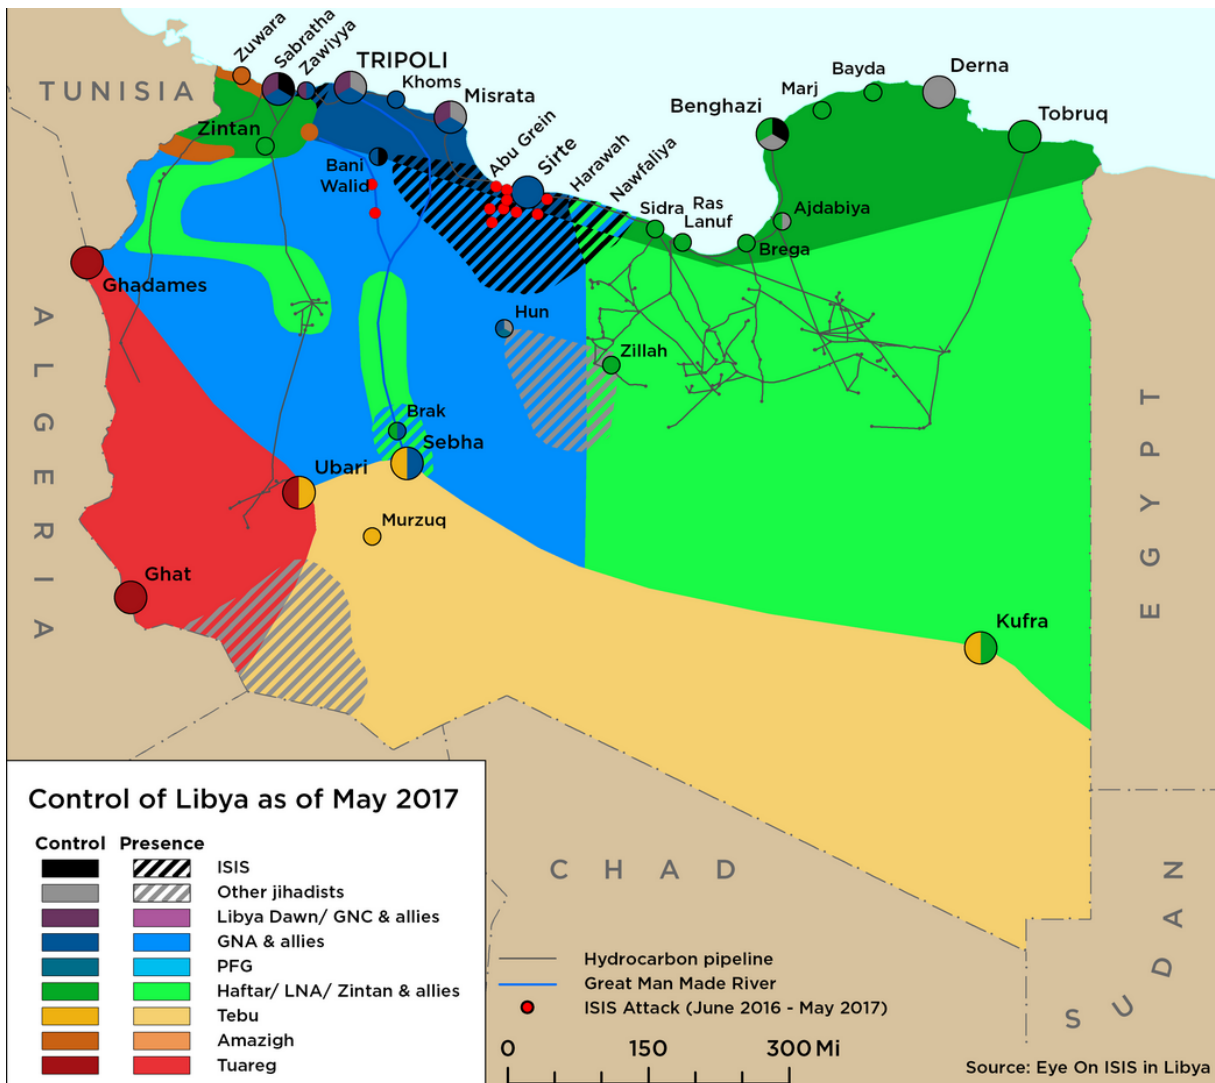 Zuwara
Sabratha
Zawiyya
TRIPOLI
Khoms
Misrata
TUNISIA
Zintan
Bani
Walid
Abu Grein
Sirte
Harawah
Nawfaliya
Sidra
Ras
Lanuf
Brega
Ajdabiya
Benghazi
Marj
Bayda
Derna
Tobruq
Ghadames
ALGERIA
Hun
Zillah
Brak
Sebha
Ubari
Murzuq
Ghat
Kufra
EGYPT
CHAD
SUDAN
Control of Libya as of May 2017
Control Presence
ISIS
Other jihadists
Libya Dawn/ GNC & allies
GNA & allies
PFG
Haftar/ LNA/ Zintan & allies
Tebu
Amazigh
Tuareg
Hydrocarbon pipeline
Great Man Made River
ISIS Attack (June 2016 - May 2017)
0 150 300 Mi
Source: Eye On ISIS in Libya